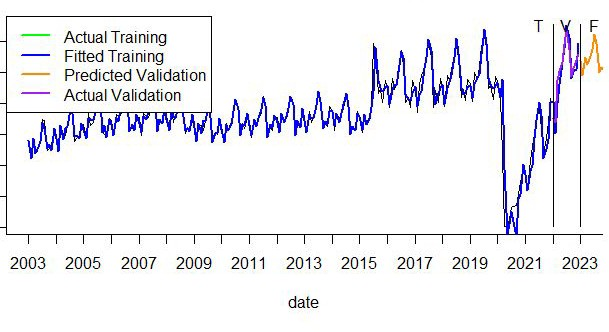 Actual Training
Fitted Training
Predicted Validation
Actual Validation
T V F
2003 2005 2007 2009 2011 2013 2015 2017 2019 2021 2023
date